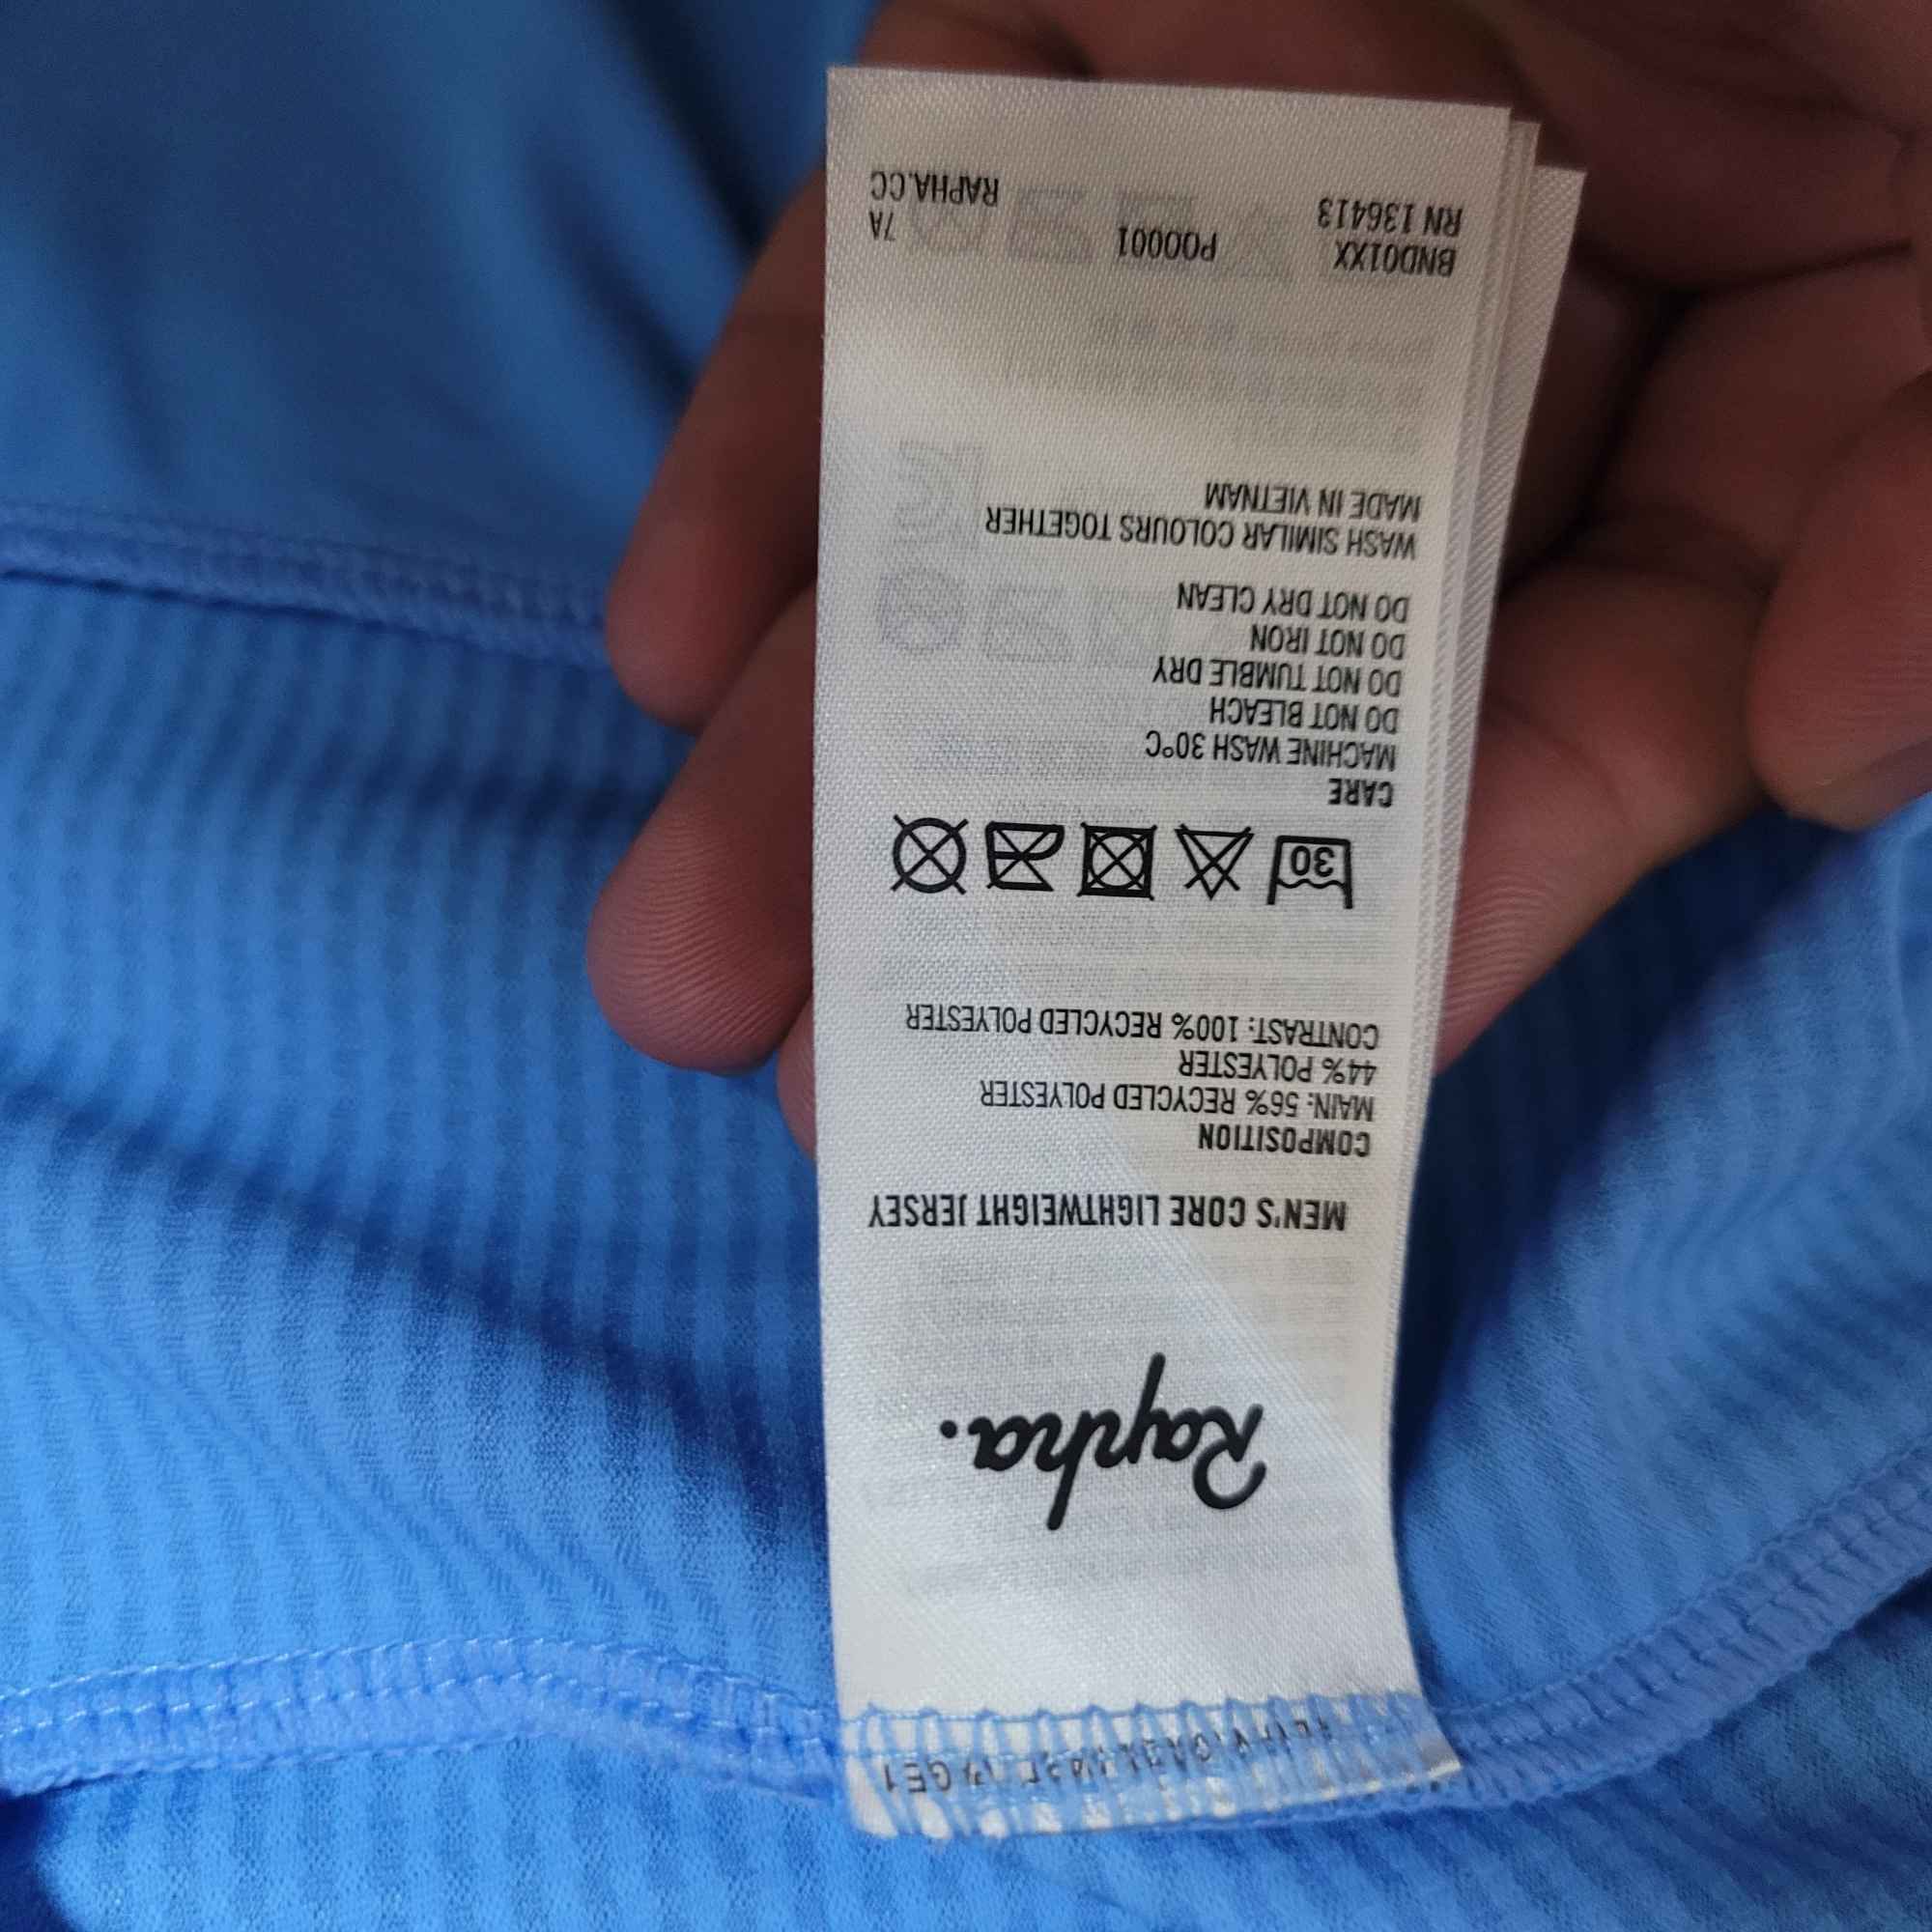 Rapha.
MEN'S CORE LIGHTWEIGHT JERSEY
COMPOSITION
MAIN: 56% RECYCLED POLYESTER
44% POLYESTER
CONTRAST: 100% RECYCLED POLYESTER
30
CARE
MACHINE WASH 30°C
DO NOT BLEACH
DO NOT TUMBLE DRY
DO NOT IRON
DO NOT DRY CLEAN
WASH SIMILAR COLOURS TOGETHER
MADE IN VIETNAM
BND01XX P00001 7A
RN 136413 RAPHA.CC